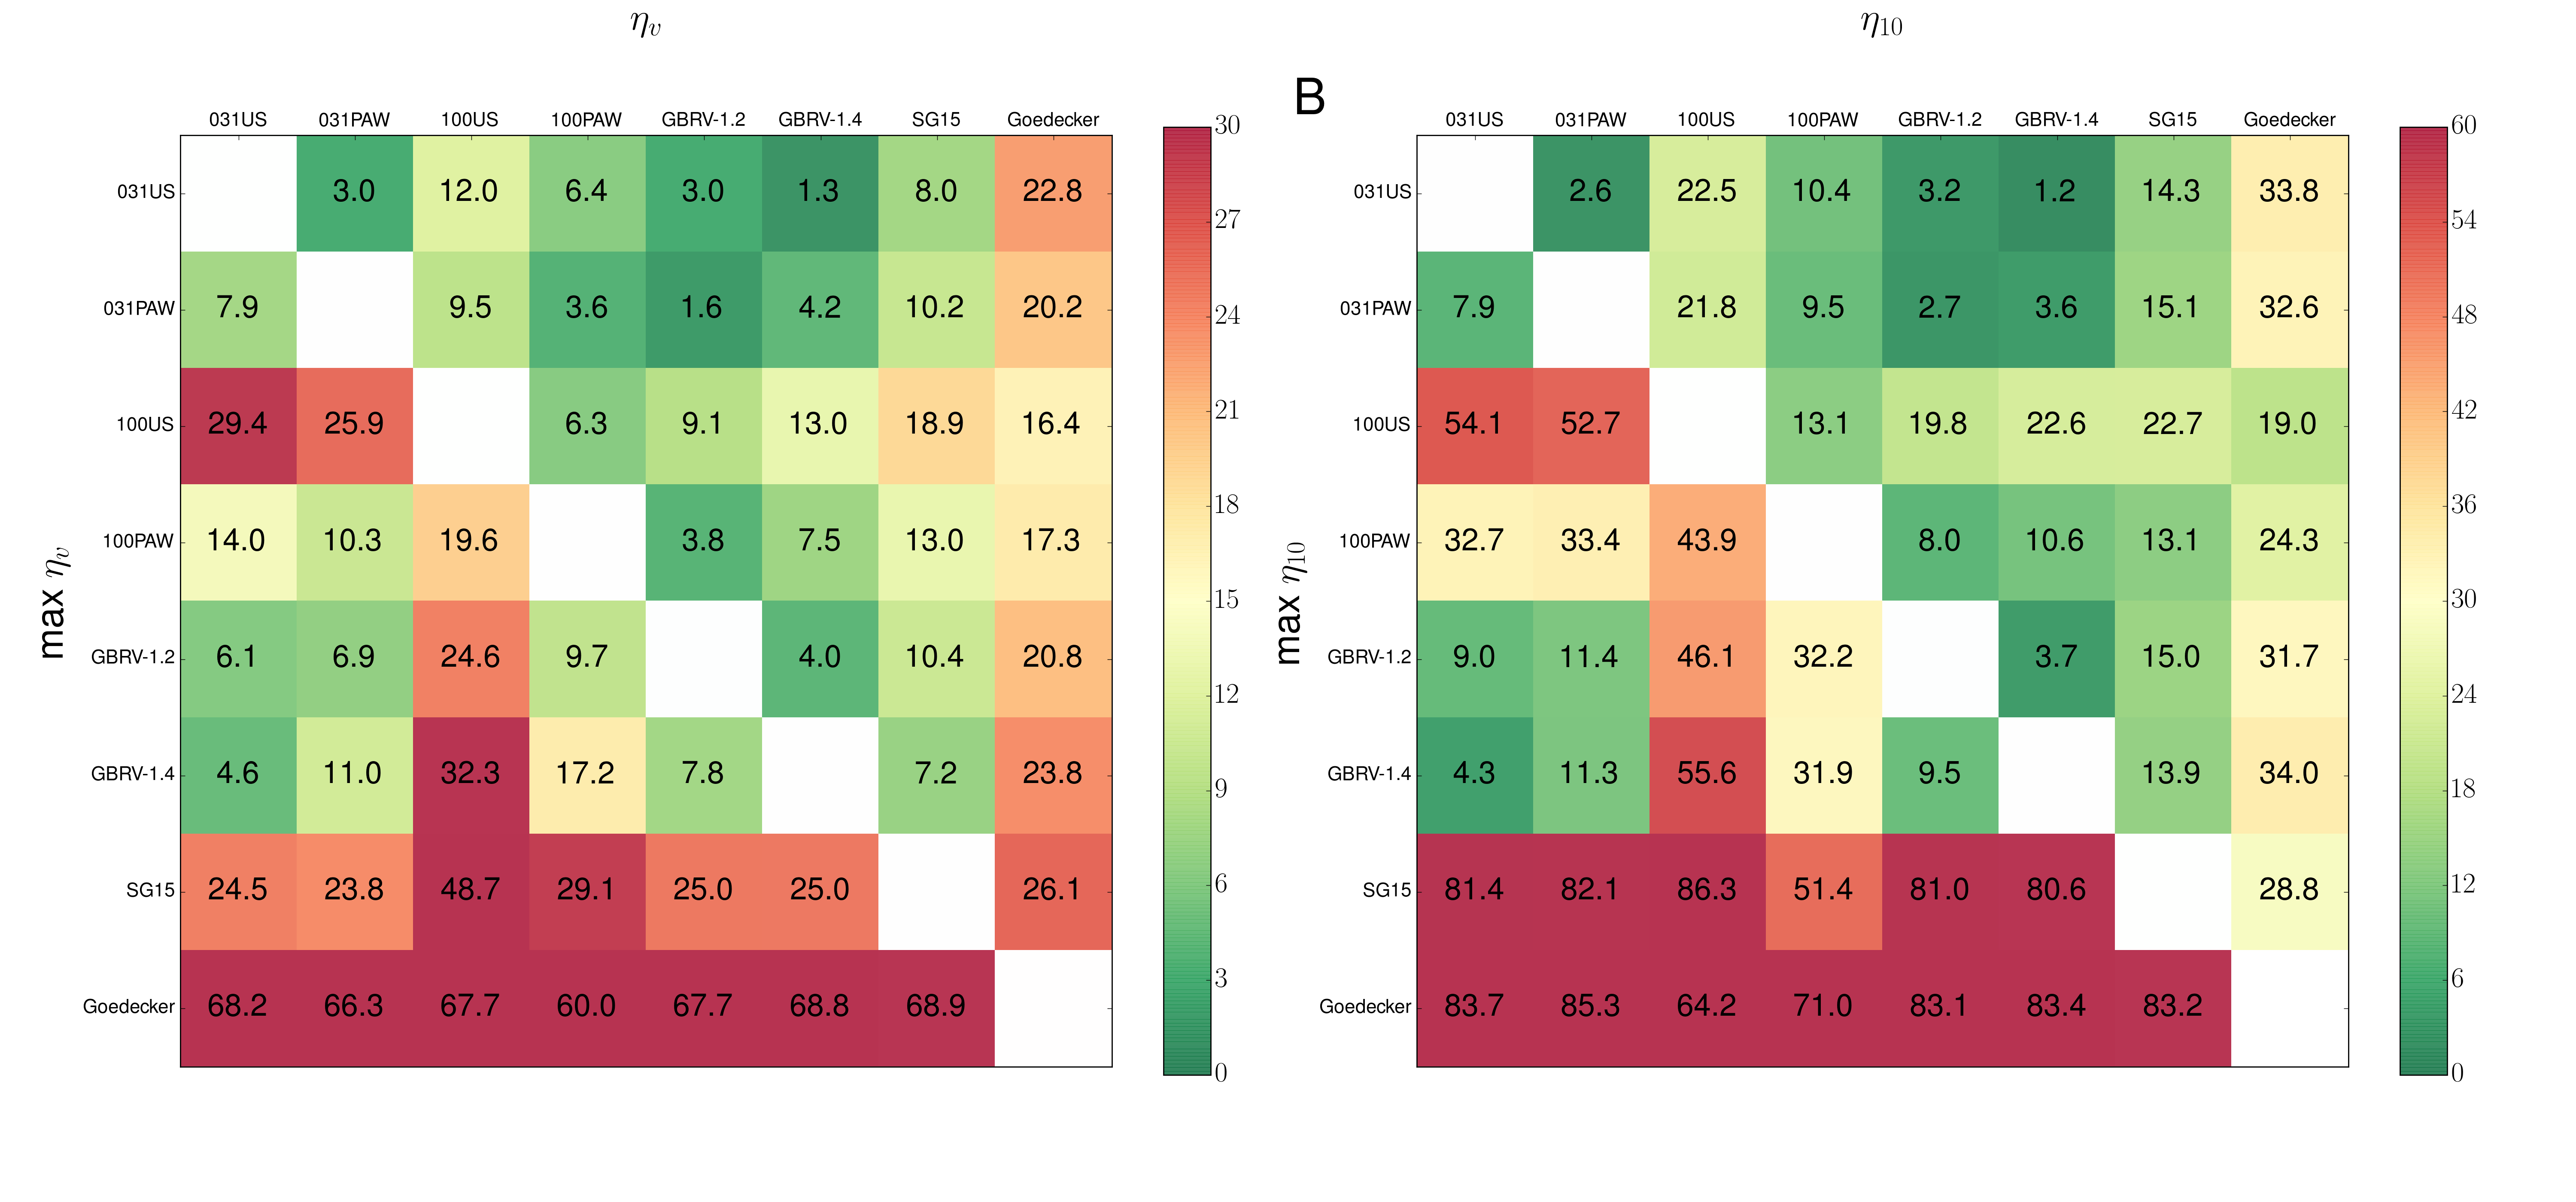 η_v
031US 031PAW 100US 100PAW GBRV-1.2 GBRV-1.4 SG15 Goedecker
031US 3.0 12.0 6.4 3.0 1.3 8.0 22.8
031PAW 7.9 9.5 3.6 1.6 4.2 10.2 20.2
100US 29.4 25.9 6.3 9.1 13.0 18.9 16.4
100PAW 14.0 10.3 19.6 3.8 7.5 13.0 17.3
GBRV-1.2 6.1 6.9 24.6 9.7 4.0 10.4 20.8
GBRV-1.4 4.6 11.0 32.3 17.2 7.8 7.2 23.8
SG15 24.5 23.8 48.7 29.1 25.0 25.0 26.1
Goedecker 68.2 66.3 67.7 60.0 67.7 68.8 68.9
max η_v
30
27
24
21
18
15
12
9
6
3
0
B
η_10
031US 031PAW 100US 100PAW GBRV-1.2 GBRV-1.4 SG15 Goedecker
031US 2.6 22.5 10.4 3.2 1.2 14.3 33.8
031PAW 7.9 21.8 9.5 2.7 3.6 15.1 32.6
100US 54.1 52.7 13.1 19.8 22.6 22.7 19.0
100PAW 32.7 33.4 43.9 8.0 10.6 13.1 24.3
GBRV-1.2 9.0 11.4 46.1 32.2 3.7 15.0 31.7
GBRV-1.4 4.3 11.3 55.6 31.9 9.5 13.9 34.0
SG15 81.4 82.1 86.3 51.4 81.0 80.6 28.8
Goedecker 83.7 85.3 64.2 71.0 83.1 83.4 83.2
max η_10
60
54
48
42
36
30
24
18
12
6
0